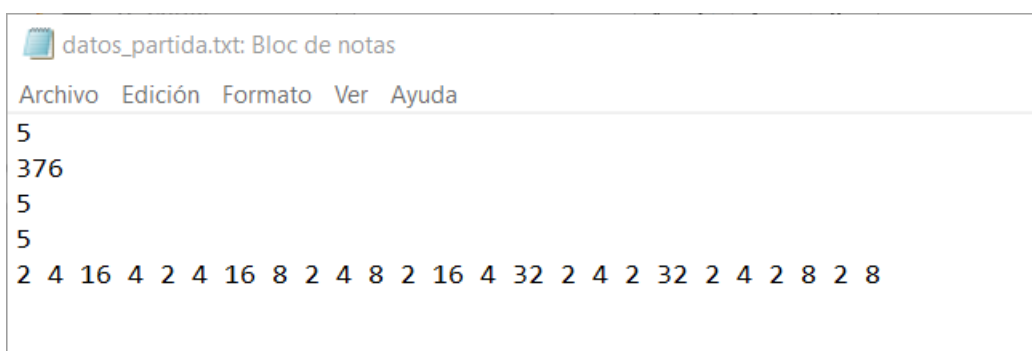 datos_partida.txt: Bloc de notas
Archivo Edición Formato Ver Ayuda
5
376
5
5
2 4 16 4 2 4 16 8 2 4 8 2 16 4 32 2 4 2 32 2 4 2 8 2 8